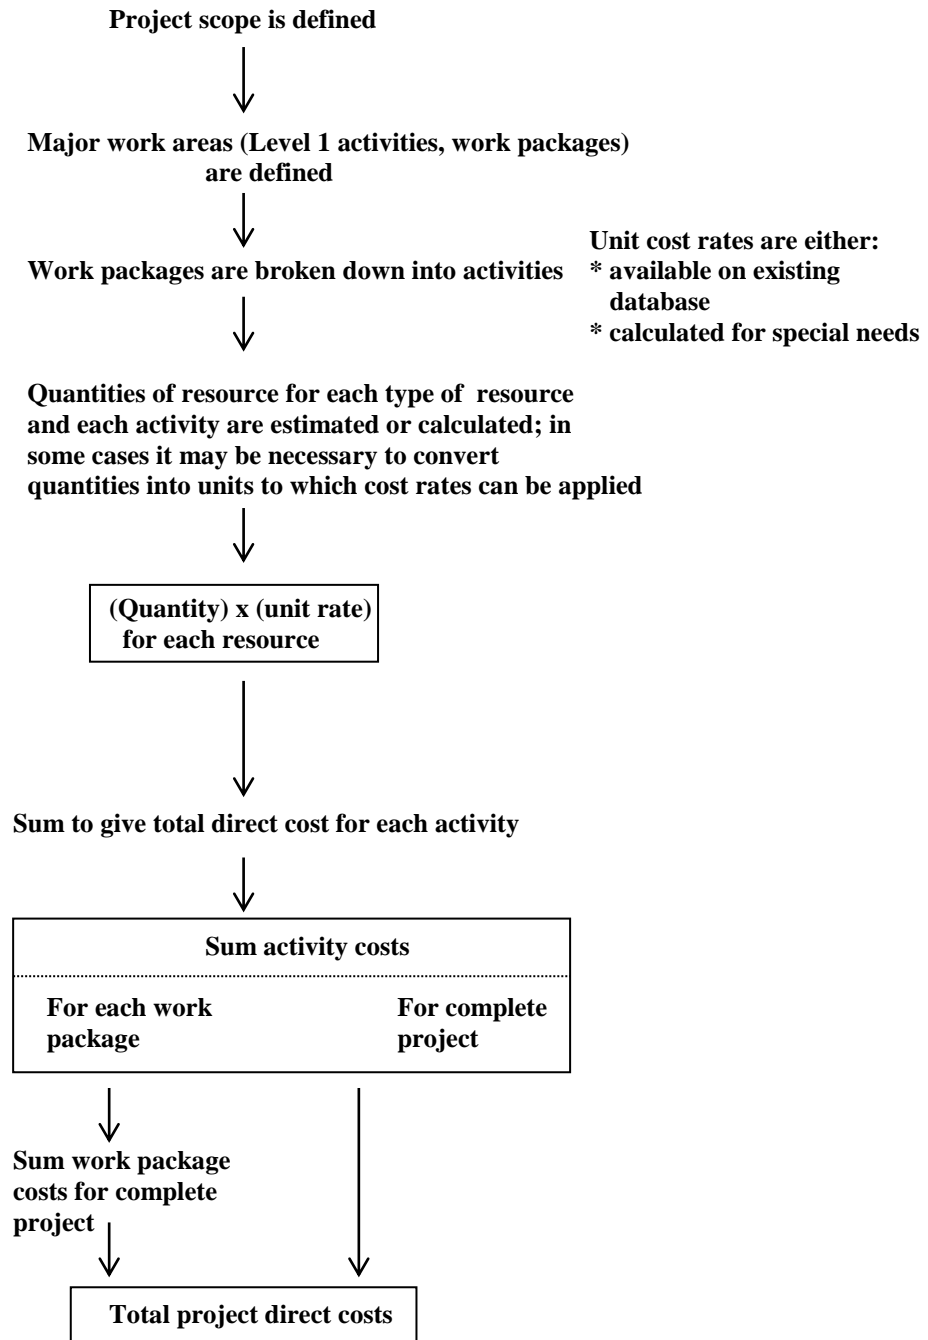 Project scope is defined
Major work areas (Level 1 activities, work packages)
are defined
Work packages are broken down into activities
Unit cost rates are either:
* available on existing
database
* calculated for special needs
Quantities of resource for each type of resource
and each activity are estimated or calculated; in
some cases it may be necessary to convert
quantities into units to which cost rates can be applied
(Quantity) x (unit rate)
for each resource
Sum to give total direct cost for each activity
Sum activity costs
For each work
package
For complete
project
Sum work package
costs for complete
project
Total project direct costs